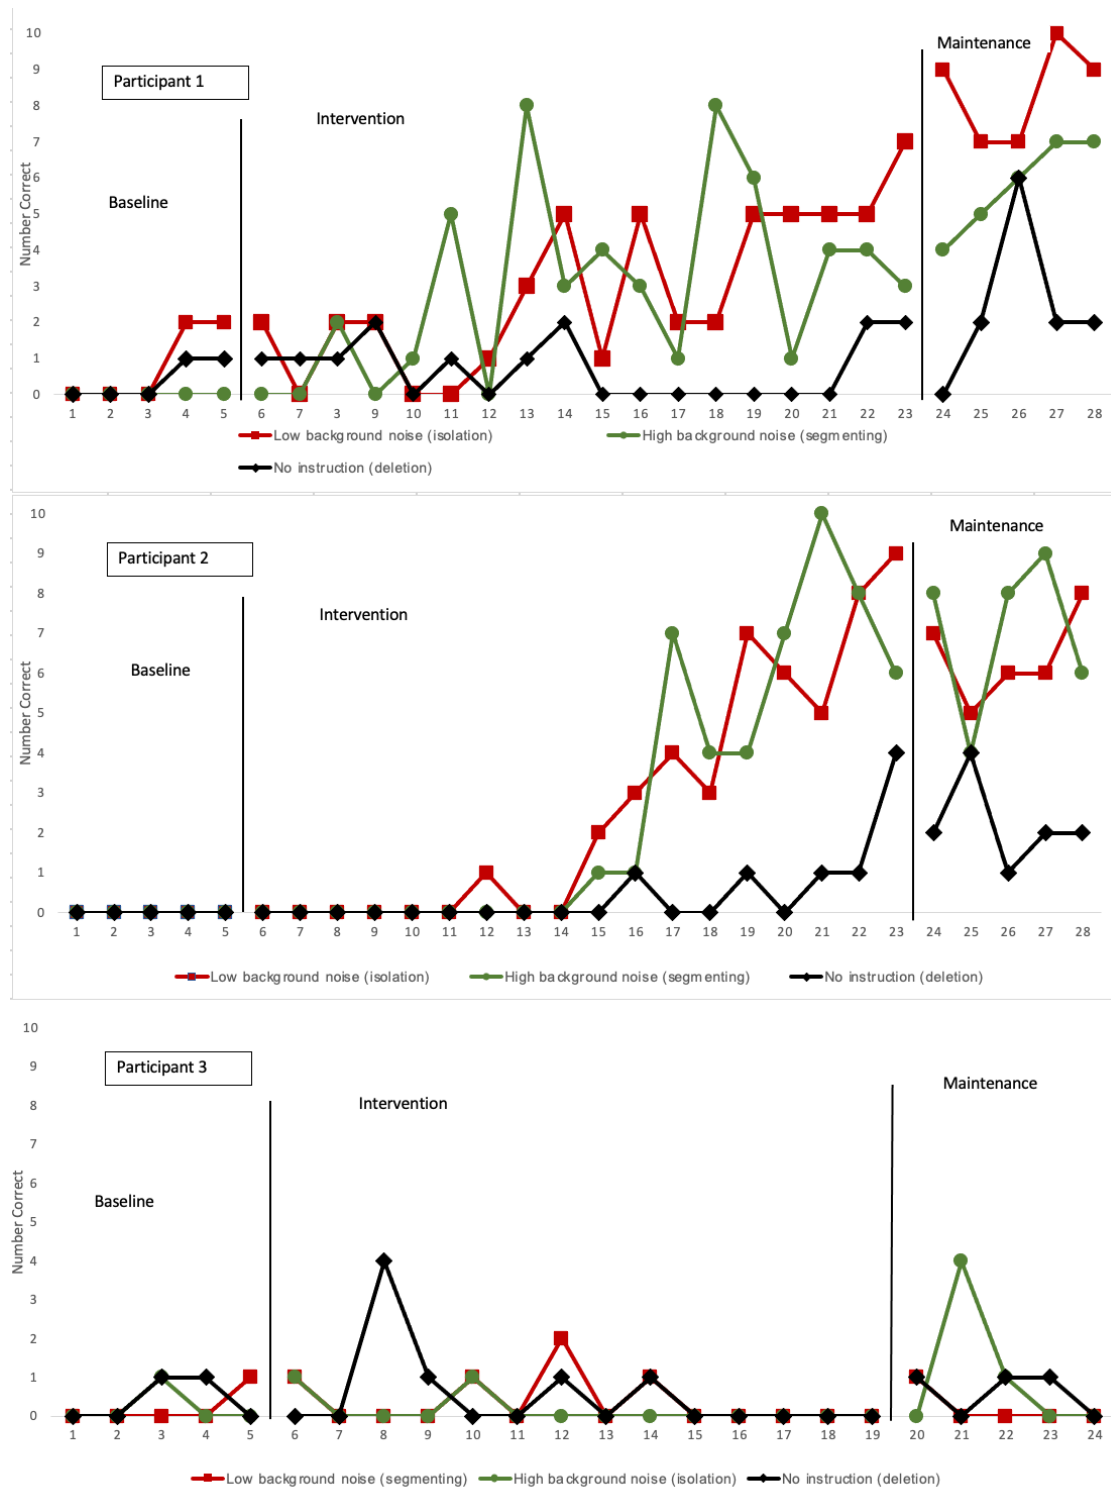 10
Maintenance
9
Participant 1
8
Intervention
7
6
Baseline
5
4
3
2
1
0
Number Correct
1 2 3 4 5 6 7 3 9 10 11 12 13 14 15 16 17 18 19 20 21 22 23 24 25 26 27 28
Low background noise (isolation) High background noise (segmenting)
No instruction (deletion)
10
Maintenance
9
Participant 2
8
Intervention
7
6
Baseline
5
4
3
2
1
0
Number Correct
1 2 3 4 5 6 7 8 9 10 11 12 13 14 15 16 17 18 19 20 21 22 23 24 25 26 27 28
Low background noise (isolation) High background noise (segmenting) No instruction (deletion)
10
9
Participant 3
Maintenance
8
Intervention
7
6
Baseline
5
4
3
2
1
0
Number Correct
1 2 3 4 5 6 7 8 9 10 11 12 13 14 15 16 17 18 19 20 21 22 23 24
Low background noise (segmenting) High background noise (isolation) No instruction (deletion)